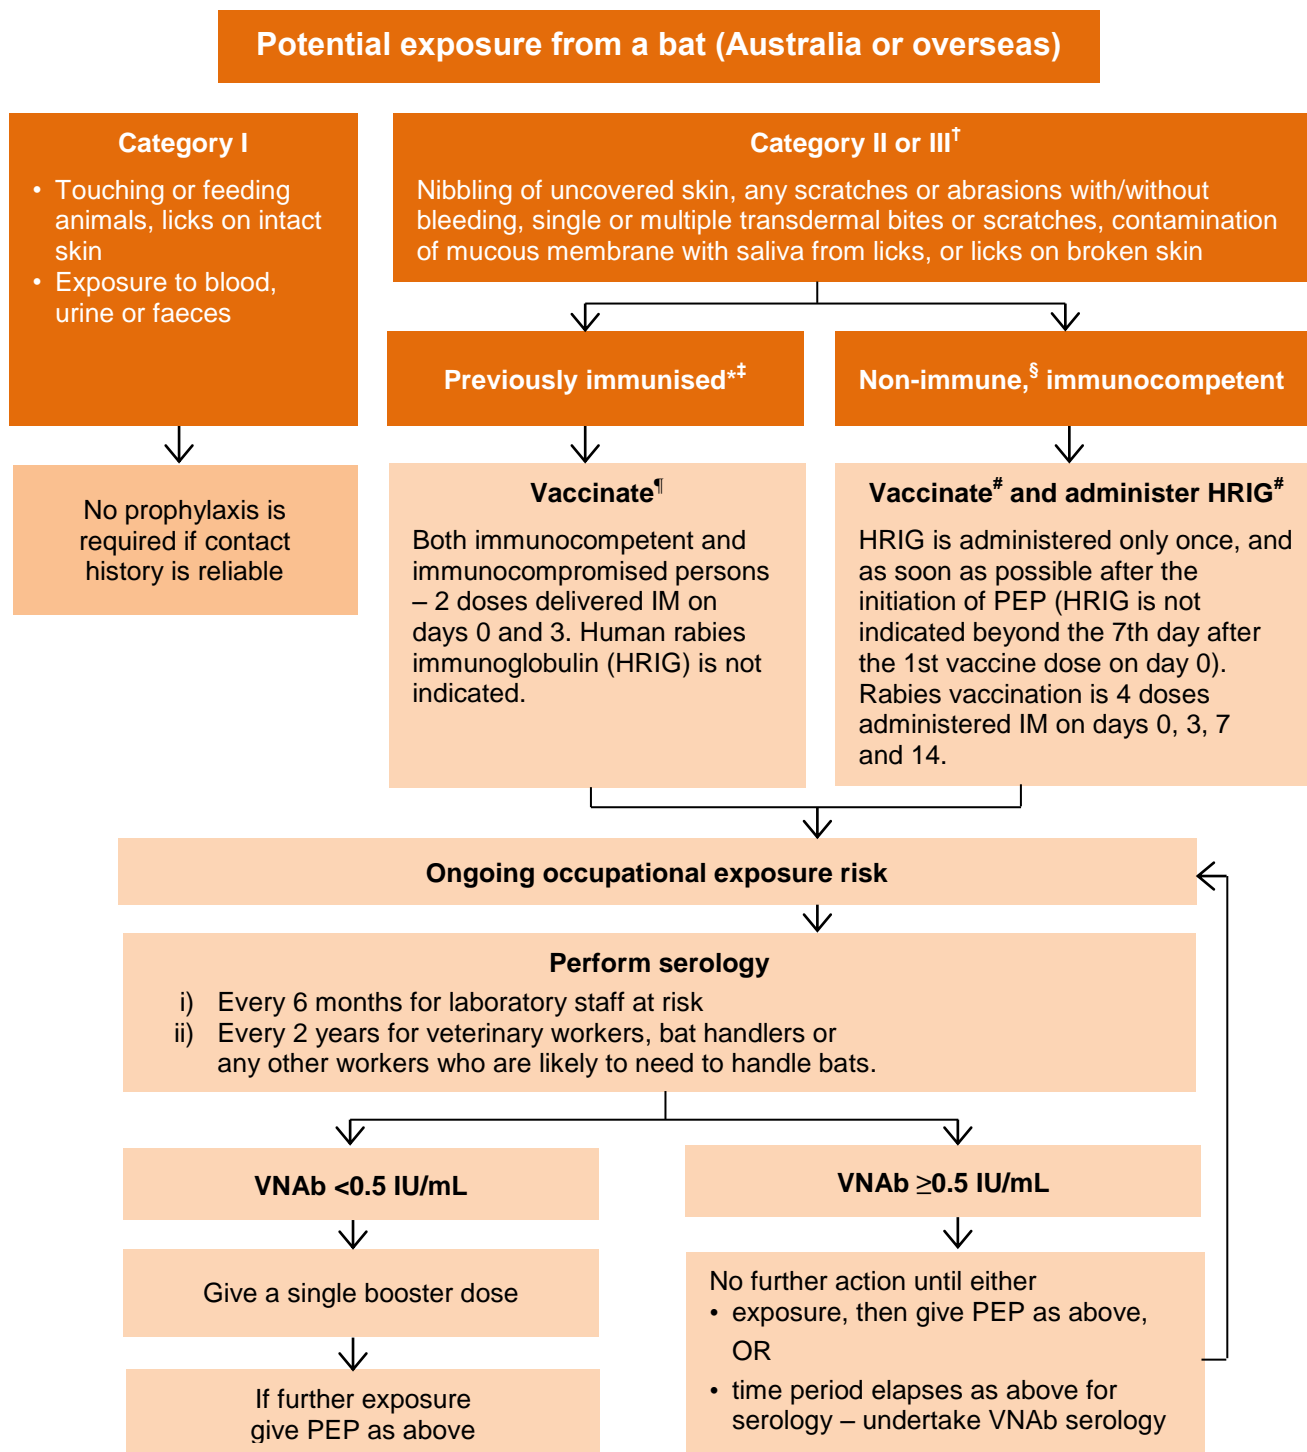 Potential exposure from a bat (Australia or overseas)
Category I
• Touching or feeding
animals, licks on intact
skin
• Exposure to blood,
urine or faeces
No prophylaxis is
required if contact
history is reliable
Category II or III†
Nibbling of uncovered skin, any scratches or abrasions with/without
bleeding, single or multiple transdermal bites or scratches, contamination
of mucous membrane with saliva from licks, or licks on broken skin
Previously immunised*‡
Vaccinate¶
Both immunocompetent and
immunocompromised persons
– 2 doses delivered IM on
days 0 and 3. Human rabies
immunoglobulin (HRIG) is not
indicated.
Non-immune,§ immunocompetent
Vaccinate# and administer HRIG#
HRIG is administered only once, and
as soon as possible after the
initiation of PEP (HRIG is not
indicated beyond the 7th day after
the 1st vaccine dose on day 0).
Rabies vaccination is 4 doses
administered IM on days 0, 3, 7
and 14.
Ongoing occupational exposure risk
Perform serology
i) Every 6 months for laboratory staff at risk
ii) Every 2 years for veterinary workers, bat handlers or
any other workers who are likely to need to handle bats.
VNAb <0.5 IU/mL
Give a single booster dose
If further exposure
give PEP as above
VNAb ≥0.5 IU/mL
No further action until either
• exposure, then give PEP as above,
OR
• time period elapses as above for
serology – undertake VNAb serology